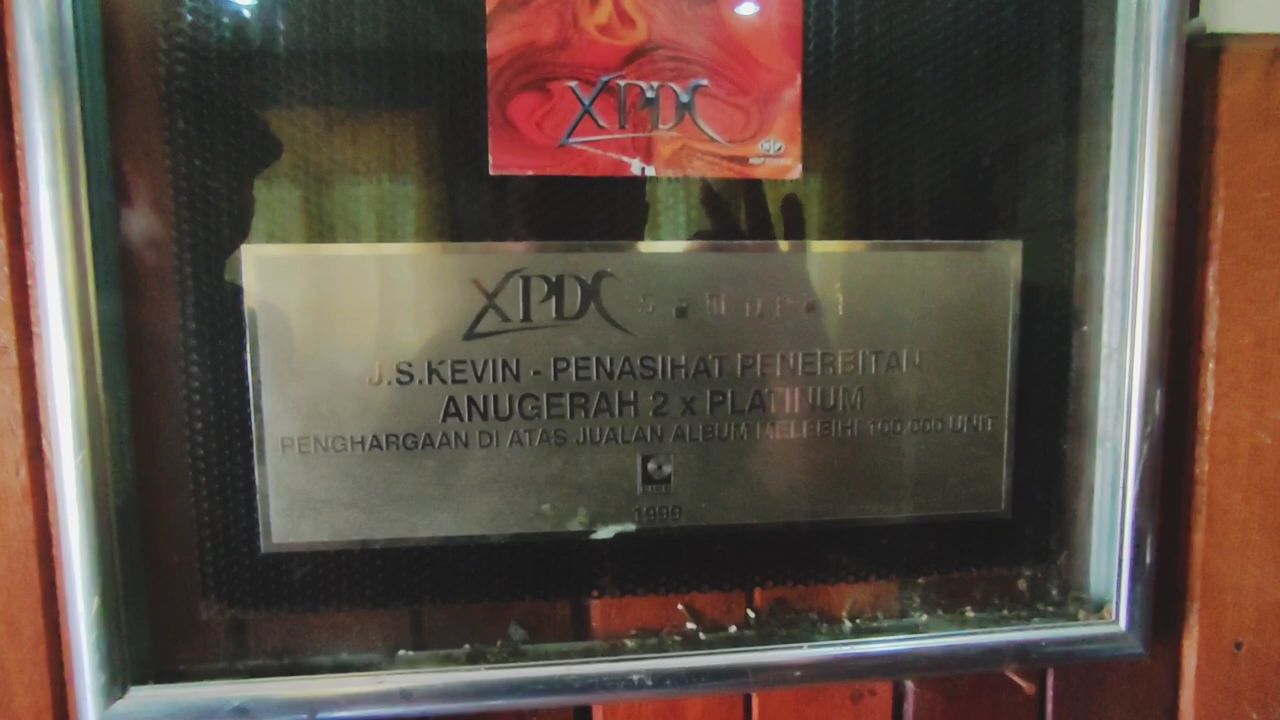 XPDC
XPDC
J.S.KEVIN - PENASIHAT PENERBITAN
ANUGERAH 2 x PLATINUM
PENGHARGAAN DI ATAS JUALAN ALBUM MELEBIHI 100 000 UNIT
1999